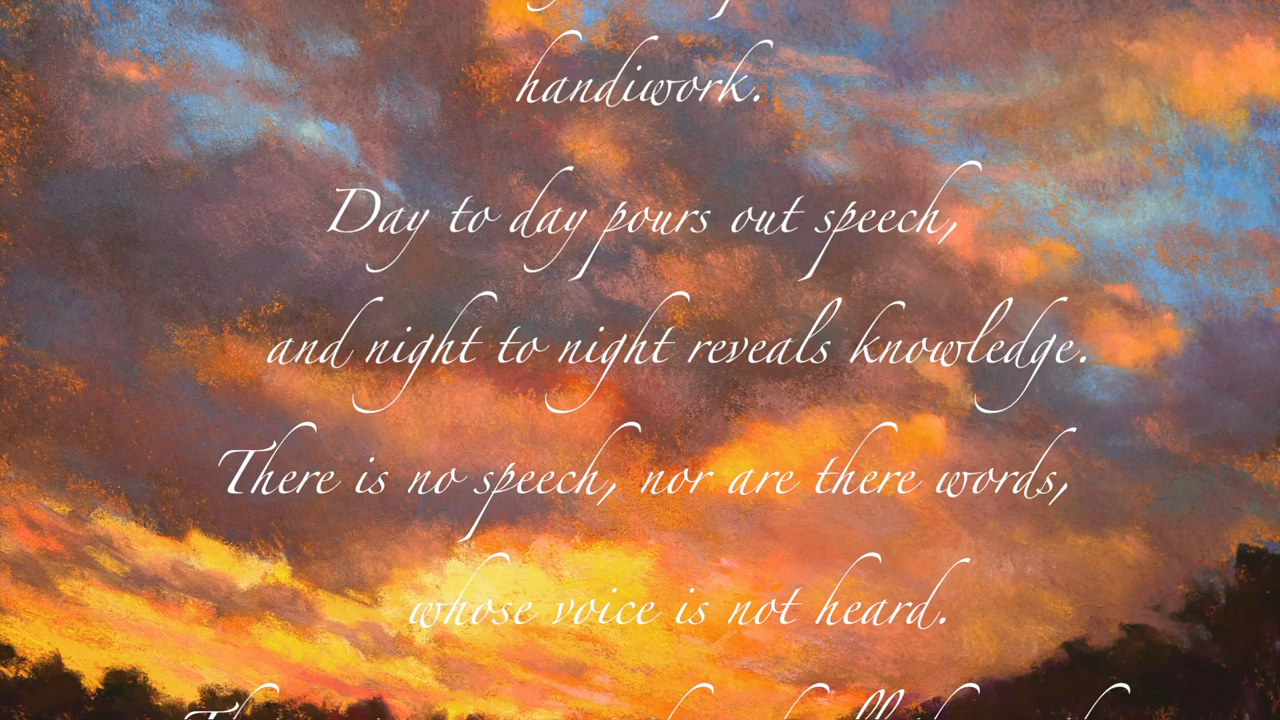 handiwork.
Day to day pours out speech,
and night to night reveals knowledge.
There is no speech, nor are there words,
whose voice is not heard.